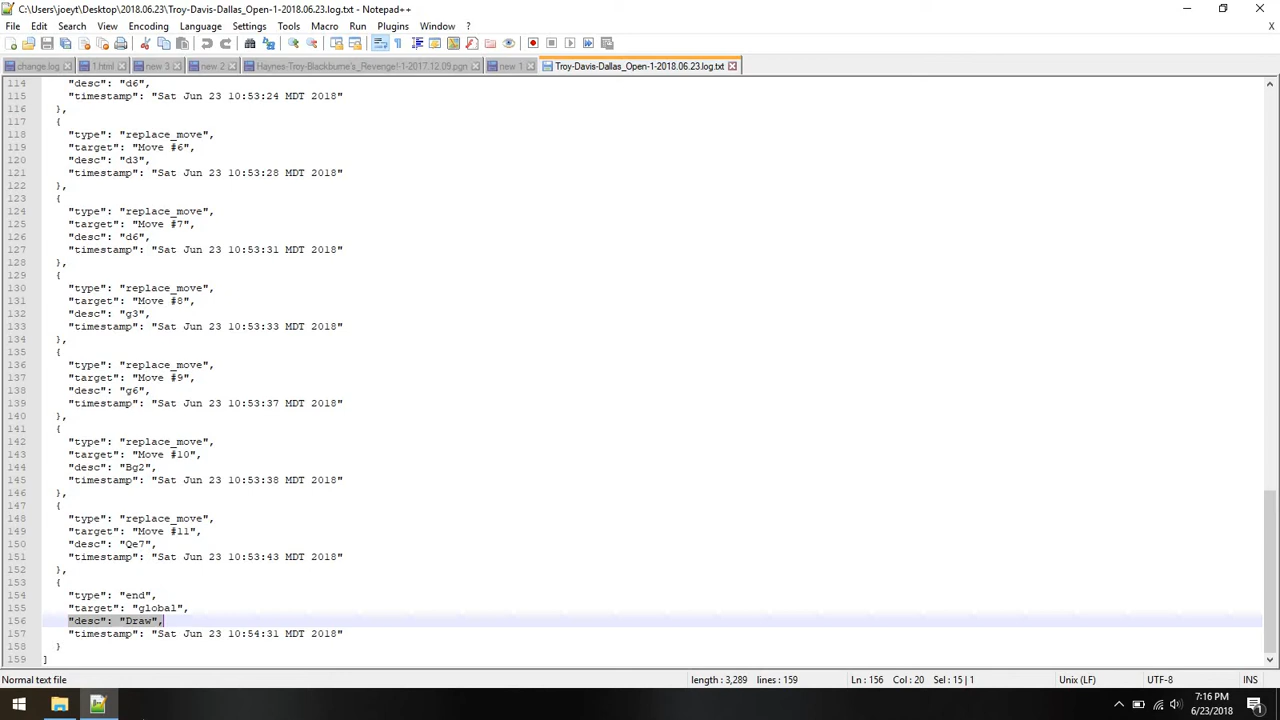 C:\Users\joeyt\Desktop\2018.06.23\Troy-Davis-Dallas_Open-1-2018.06.23.log.txt - Notepad++
File Edit Search View Encoding Language Settings Tools Macro Run Plugins Window ? X
change.log 1.html new 3 new 2 Haynes-Troy-Blackburne's_Revenge!-1-2017.12.09.pgn new 1 Troy-Davis-Dallas_Open-1-2018.06.23.log.txt
114 "desc": "d6",
115 "timestamp": "Sat Jun 23 10:53:24 MDT 2018"
116 },
117 {
118 "type": "replace_move",
119 "target": "Move #6",
120 "desc": "d3",
121 "timestamp": "Sat Jun 23 10:53:28 MDT 2018"
122 },
123 {
124 "type": "replace_move",
125 "target": "Move #7",
126 "desc": "d6",
127 "timestamp": "Sat Jun 23 10:53:31 MDT 2018"
128 },
129 {
130 "type": "replace_move",
131 "target": "Move #8",
132 "desc": "g3",
133 "timestamp": "Sat Jun 23 10:53:33 MDT 2018"
134 },
135 {
136 "type": "replace_move",
137 "target": "Move #9",
138 "desc": "g6",
139 "timestamp": "Sat Jun 23 10:53:37 MDT 2018"
140 },
141 {
142 "type": "replace_move",
143 "target": "Move #10",
144 "desc": "Bg2",
145 "timestamp": "Sat Jun 23 10:53:38 MDT 2018"
146 },
147 {
148 "type": "replace_move",
149 "target": "Move #11",
150 "desc": "Qe7",
151 "timestamp": "Sat Jun 23 10:53:43 MDT 2018"
152 },
153 {
154 "type": "end",
155 "target": "global",
156 "desc": "Draw",
157 "timestamp": "Sat Jun 23 10:54:31 MDT 2018"
158 }
159 ]
Normal text file length : 3,289 lines : 159 Ln : 156 Col : 20 Sel : 15 | 1 Unix (LF) UTF-8 INS
7:16 PM
6/23/2018
1